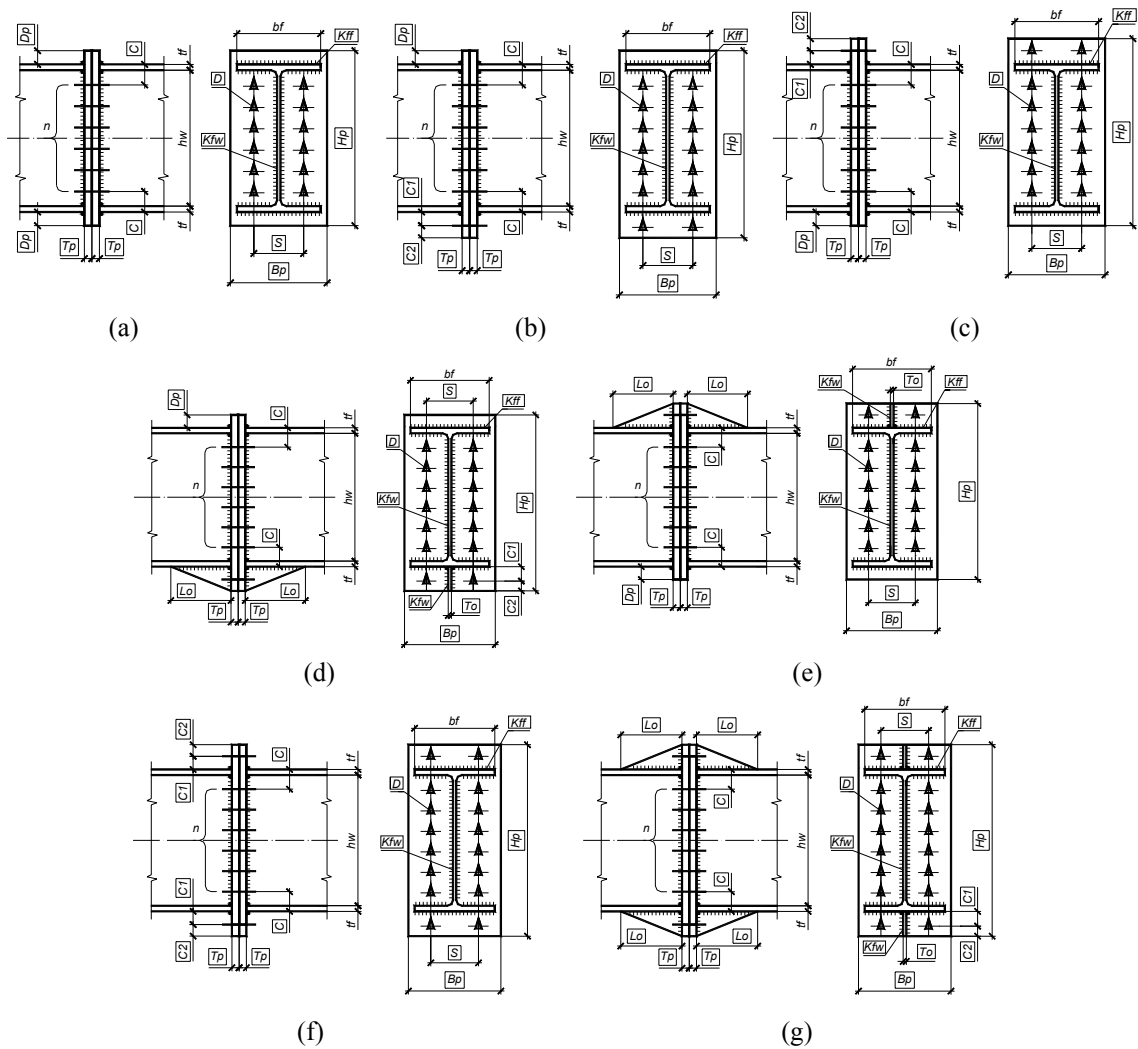 Dp C tf bf Kff
D
n hw Kfw Hp
Dp C tf
Tp Tp S
Bp
(a)
Dp C tf bf Kff
D
n hw Kfw Hp
C1 C tf
C2 Tp Tp S
Bp
(b)
C2 C tf bf Kff
C1 D
n hw Kfw Hp
Dp C tf
Tp Tp S
Bp
(c)
Dp C tf bf S Kff
D
n hw Kfw Hp
C C1
Lo Lo tf Kfw To C2
Tp Tp Bp
(d)
Lo Lo tf bf Kfw To Kff
C D
n hw Kfw Hp
C
Dp tf
Tp Tp S
Bp
(e)
C2 C tf bf Kff
C1 D
n hw Kfw Hp
C1 C tf
C2 Tp Tp S
Bp
(f)
Lo Lo tf bf S Kff
C D
n hw Kfw Hp
C C1
Lo Lo tf Kfw To C2
Tp Tp Bp
(g)